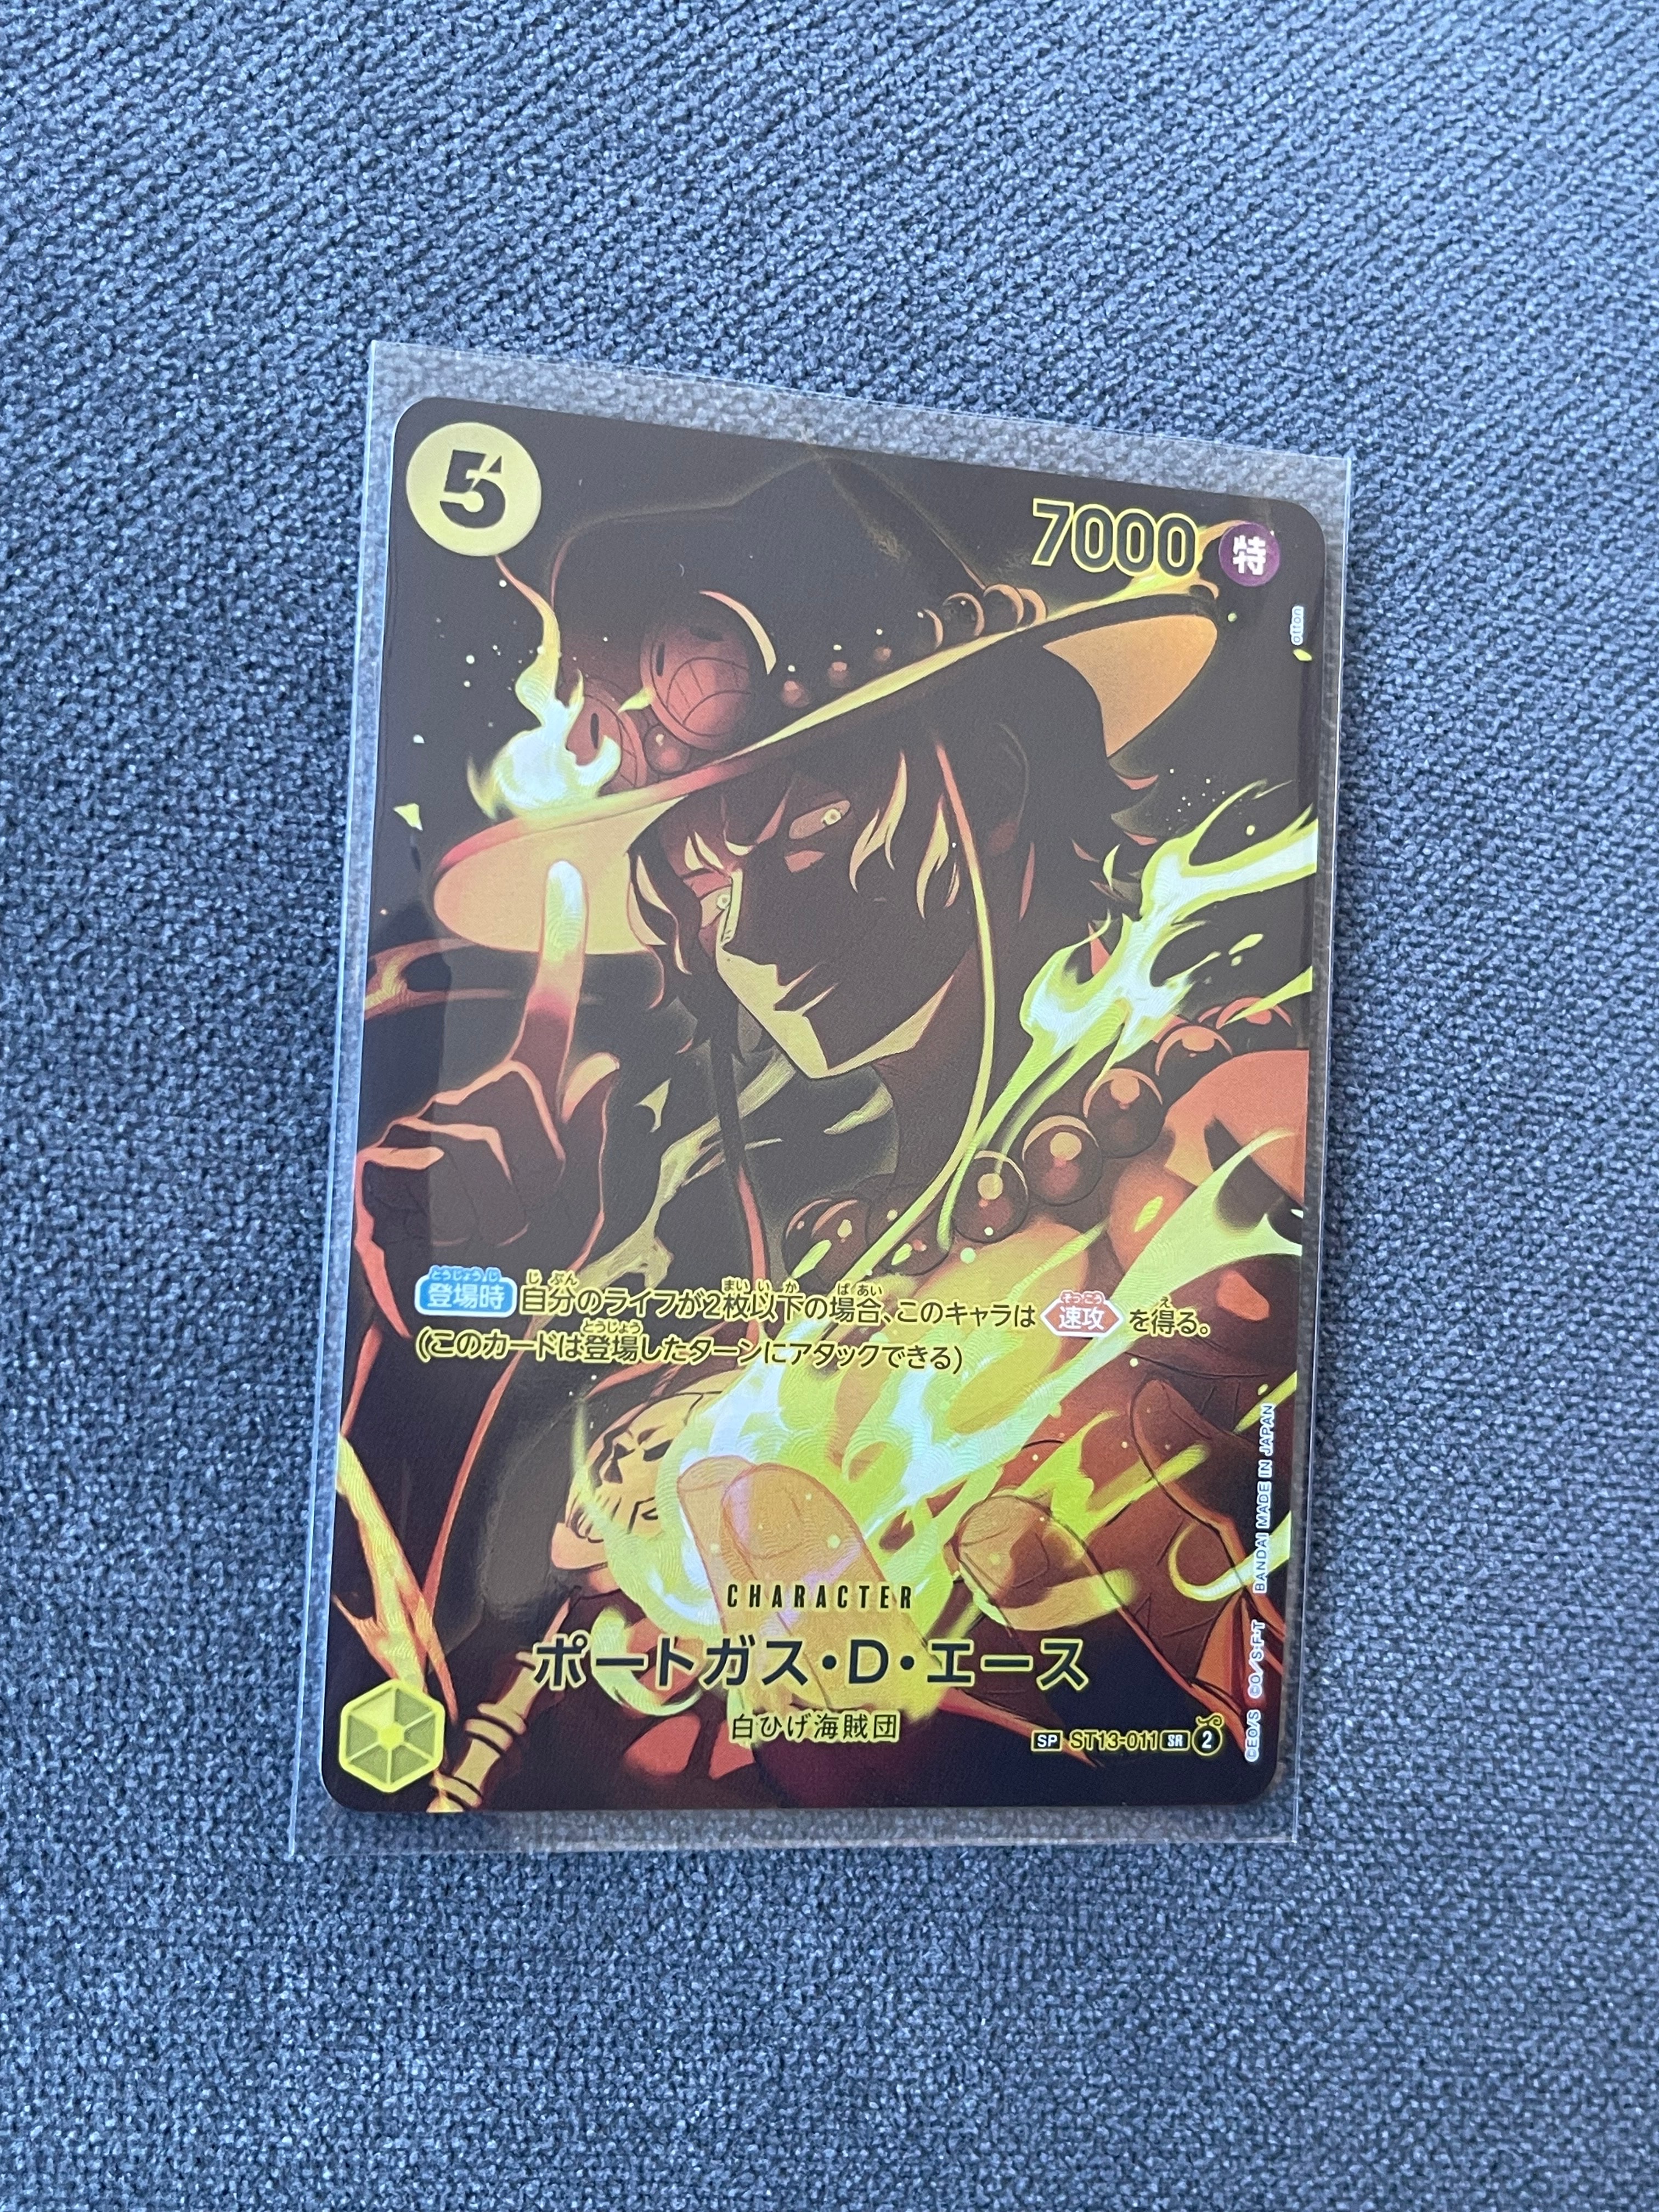 5
7000
特
otton
登場時 自分のライフが2枚以下の場合、このキャラは 速攻 を得る。
(このカードは登場したターンにアタックできる)
CHARACTER
ポートガス・D・エース
白ひげ海賊団
SP ST13-011 SR 2
©EO/S ©O/S・F・T BANDAI MADE IN JAPAN